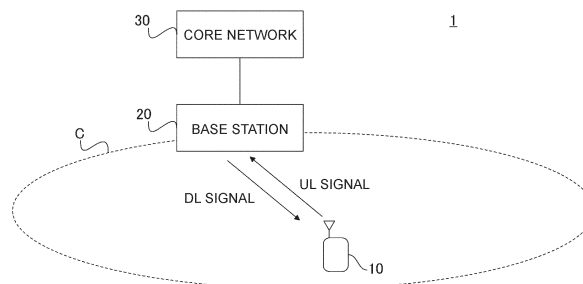 30
CORE NETWORK
1
20
BASE STATION
C
UL SIGNAL
DL SIGNAL
10